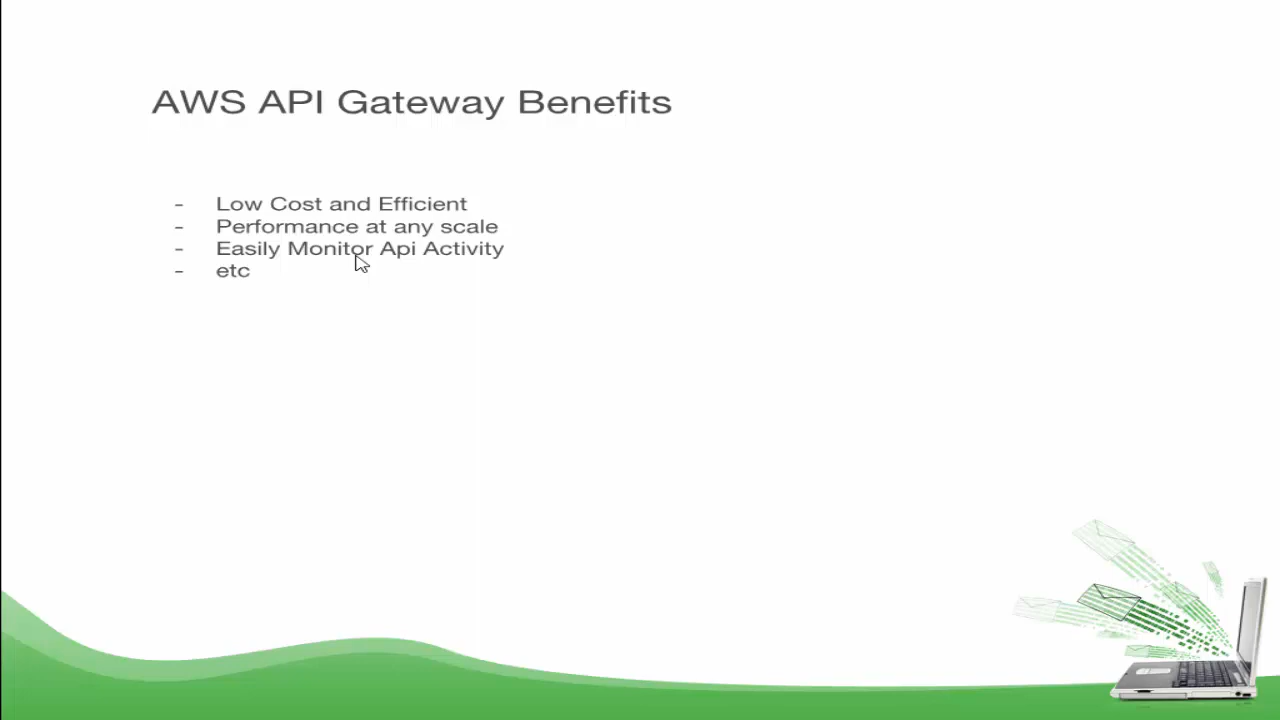 AWS API Gateway Benefits
- Low Cost and Efficient
- Performance at any scale
- Easily Monitor Api Activity
- etc